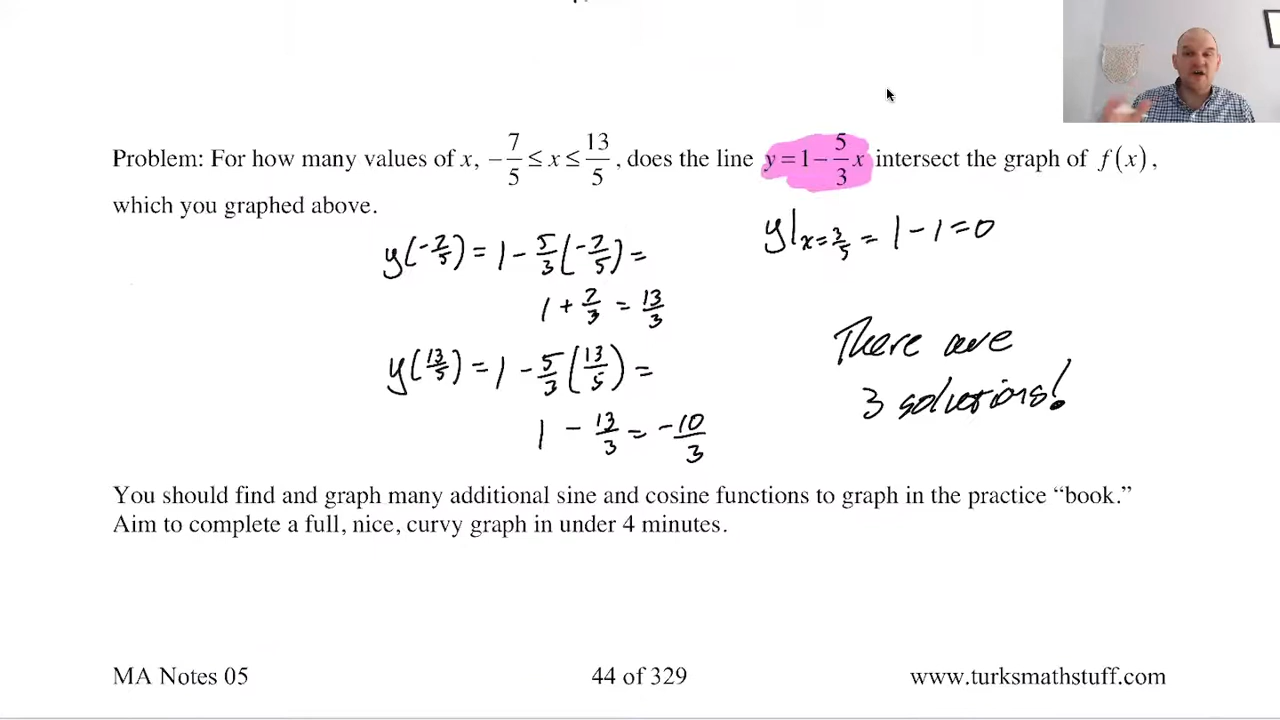 Problem: For how many values of x, −7/5 ≤ x ≤ 13/5, does the line y = 1 − 5/3 x intersect the graph of f(x),
which you graphed above.
y|x=3/5 = 1 − 1 = 0
y(−7/5) = 1 − 5/3(−7/5) =
1 + 7/3 = 13/3
y(13/5) = 1 − 5/3(13/5) =
1 − 13/3 = −10/3
There are
3 solutions!
You should find and graph many additional sine and cosine functions to graph in the practice “book.”
Aim to complete a full, nice, curvy graph in under 4 minutes.
MA Notes 05
44 of 329
www.turksmathstuff.com